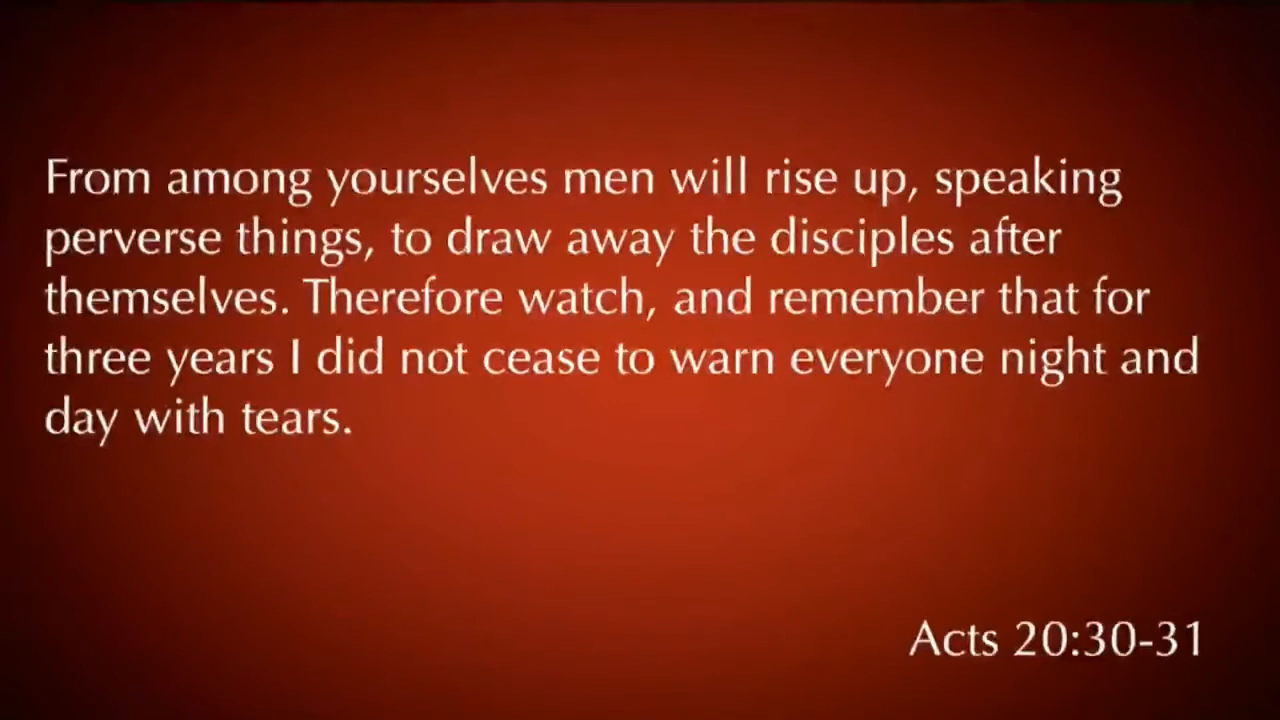 From among yourselves men will rise up, speaking
perverse things, to draw away the disciples after
themselves. Therefore watch, and remember that for
three years I did not cease to warn everyone night and
day with tears.
Acts 20:30-31